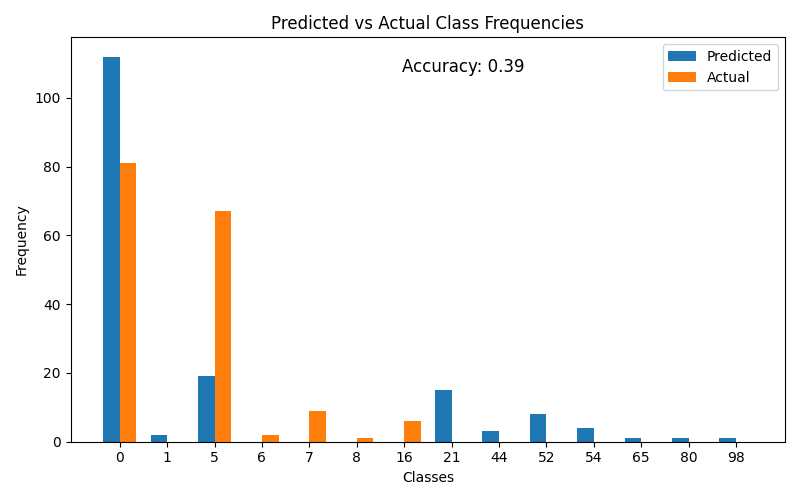 Predicted vs Actual Class Frequencies
Accuracy: 0.39
Predicted
Actual
Frequency
100
80
60
40
20
0
0 1 5 6 7 8 16 21 44 52 54 65 80 98
Classes